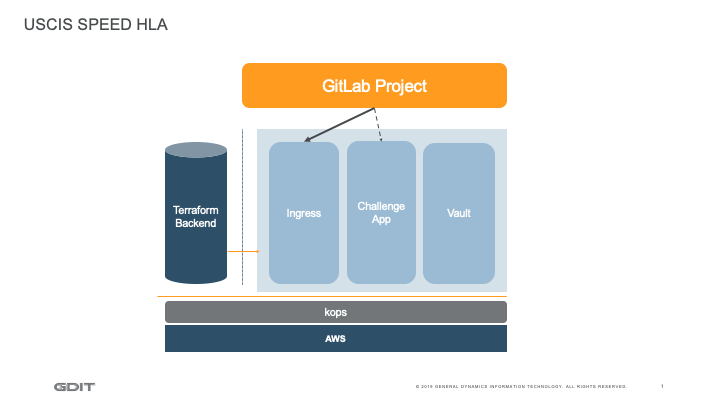 USCIS SPEED HLA
GitLab Project
Terraform
Backend
Ingress
Challenge
App
Vault
kops
AWS
GDIT
© 2019 GENERAL DYNAMICS INFORMATION TECHNOLOGY. ALL RIGHTS RESERVED.
1